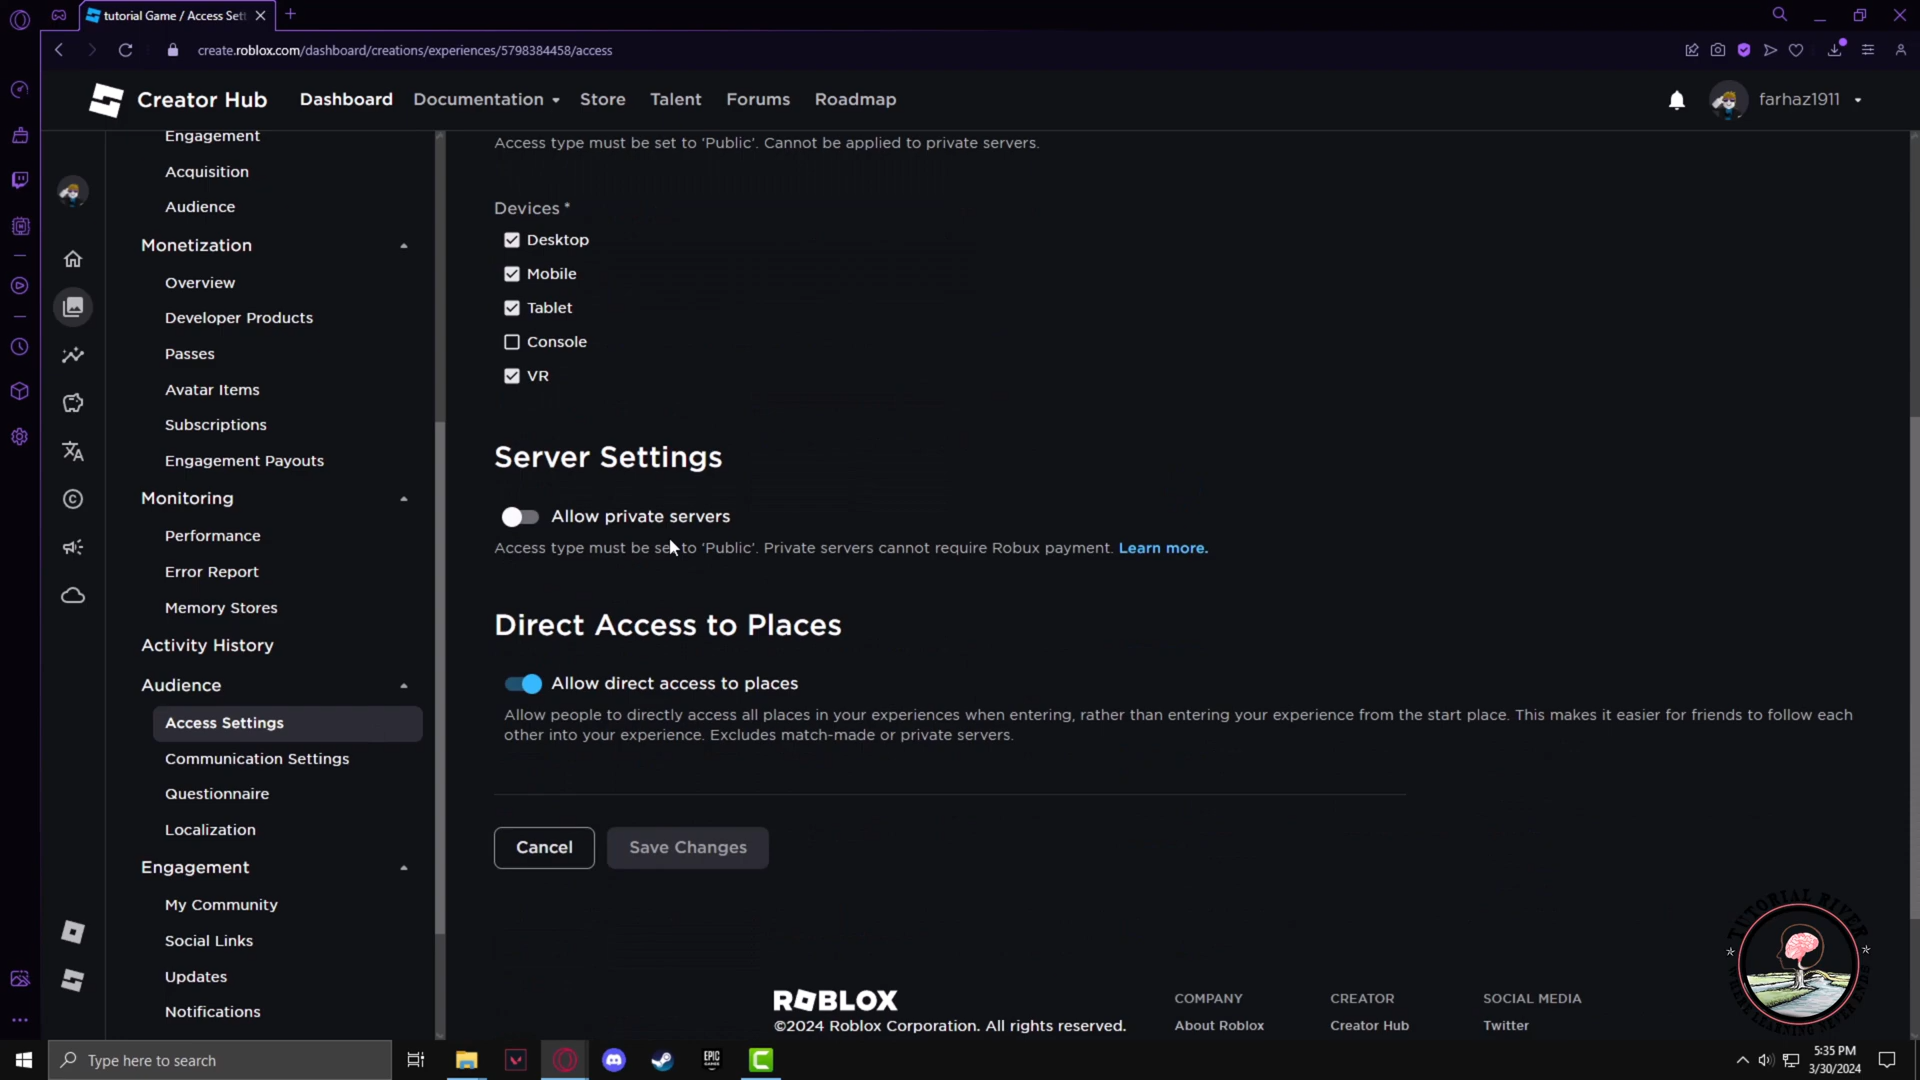 tutorial Game / Access Sett
create.roblox.com/dashboard/creations/experiences/5798384458/access
Creator Hub
Dashboard
Documentation
Store
Talent
Forums
Roadmap
farhaz1911
Engagement
Acquisition
Audience
Monetization
Overview
Developer Products
Passes
Avatar Items
Subscriptions
Engagement Payouts
Monitoring
Performance
Error Report
Memory Stores
Activity History
Audience
Access Settings
Communication Settings
Questionnaire
Localization
Engagement
My Community
Social Links
Updates
Notifications
Access type must be set to ‘Public’. Cannot be applied to private servers.
Devices *
Desktop
Mobile
Tablet
Console
VR
Server Settings
Allow private servers
Access type must be set to ‘Public’. Private servers cannot require Robux payment. Learn more.
Direct Access to Places
Allow direct access to places
Allow people to directly access all places in your experiences when entering, rather than entering your experience from the start place. This makes it easier for friends to follow each
other into your experience. Excludes match-made or private servers.
Cancel
Save Changes
ROBLOX
©2024 Roblox Corporation. All rights reserved.
COMPANY
About Roblox
CREATOR
Creator Hub
SOCIAL MEDIA
Twitter
TUTORIAL RIVER
WHERE LEARNING NEVER ENDS
Type here to search
EPIC
GAMES
5:35 PM
3/30/2024